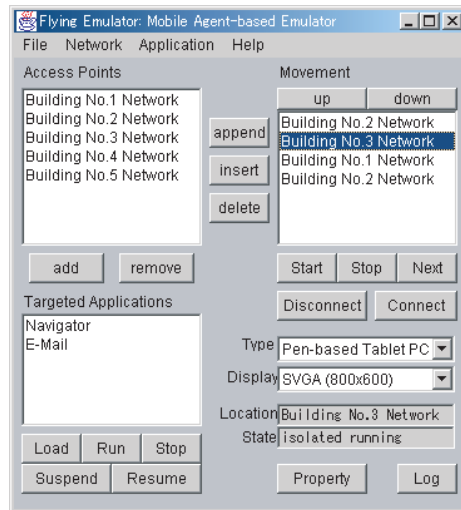 Flying Emulator: Mobile Agent-based Emulator
File Network Application Help
Access Points
Building No.1 Network
Building No.2 Network
Building No.3 Network
Building No.4 Network
Building No.5 Network
add remove
append
insert
delete
Movement
up down
Building No.2 Network
Building No.3 Network
Building No.1 Network
Building No.2 Network
Start Stop Next
Disconnect Connect
Targeted Applications
Navigator
E-Mail
Load Run Stop
Suspend Resume
Type Pen-based Tablet PC
Display SVGA (800x600)
Location Building No.3 Network
State isolated running
Property Log